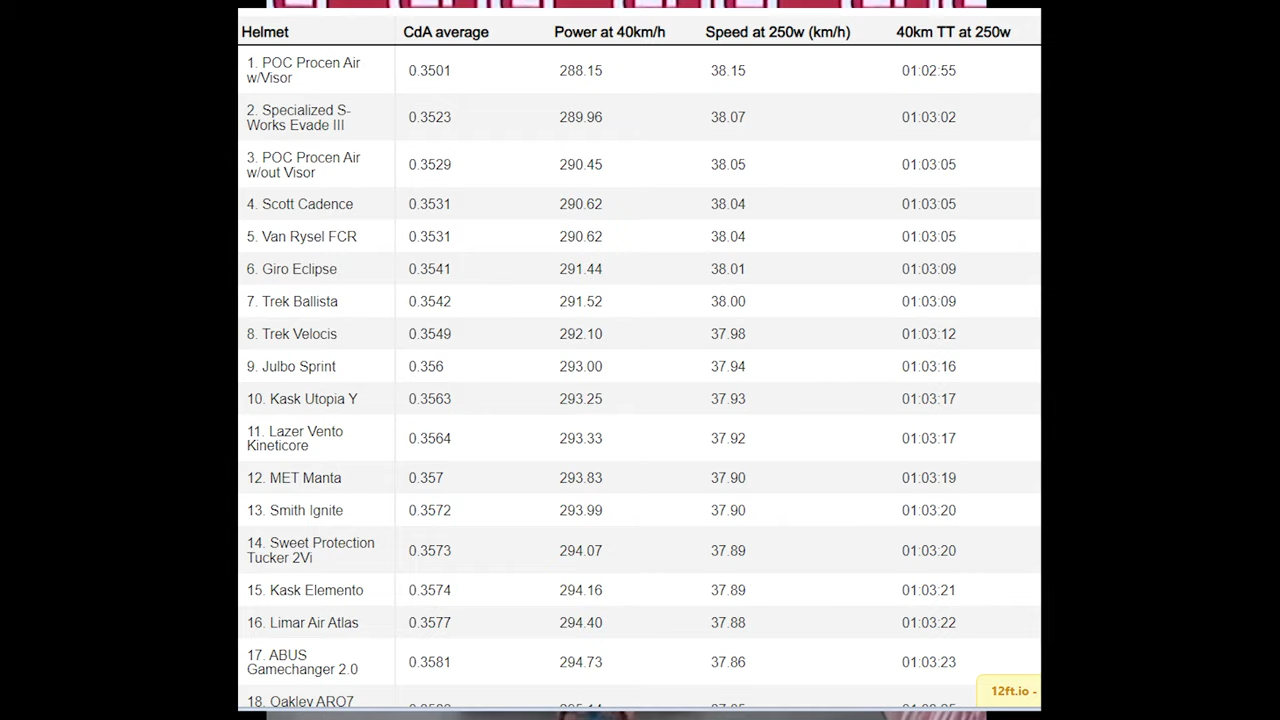 Helmet CdA average Power at 40km/h Speed at 250w (km/h) 40km TT at 250w
1. POC Procen Air
w/Visor 0.3501 288.15 38.15 01:02:55
2. Specialized S-
Works Evade III 0.3523 289.96 38.07 01:03:02
3. POC Procen Air
w/out Visor 0.3529 290.45 38.05 01:03:05
4. Scott Cadence 0.3531 290.62 38.04 01:03:05
5. Van Rysel FCR 0.3531 290.62 38.04 01:03:05
6. Giro Eclipse 0.3541 291.44 38.01 01:03:09
7. Trek Ballista 0.3542 291.52 38.00 01:03:09
8. Trek Velocis 0.3549 292.10 37.98 01:03:12
9. Julbo Sprint 0.356 293.00 37.94 01:03:16
10. Kask Utopia Y 0.3563 293.25 37.93 01:03:17
11. Lazer Vento
Kineticore 0.3564 293.33 37.92 01:03:17
12. MET Manta 0.357 293.83 37.90 01:03:19
13. Smith Ignite 0.3572 293.99 37.90 01:03:20
14. Sweet Protection
Tucker 2Vi 0.3573 294.07 37.89 01:03:20
15. Kask Elemento 0.3574 294.16 37.89 01:03:21
16. Limar Air Atlas 0.3577 294.40 37.88 01:03:22
17. ABUS
Gamechanger 2.0 0.3581 294.73 37.86 01:03:23
18. Oakley ARO7
12ft.io -